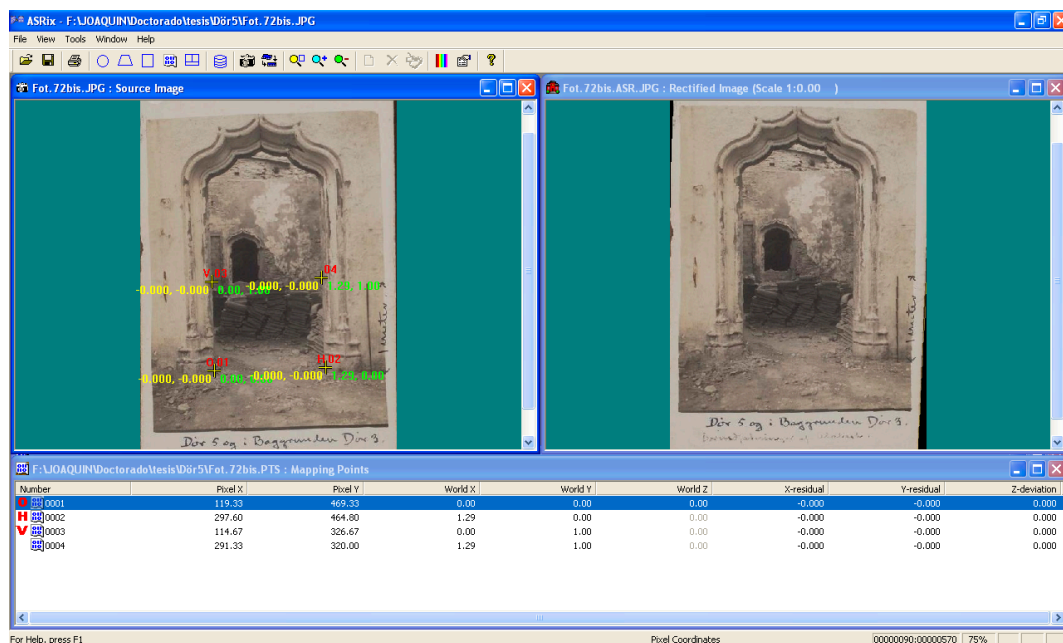 ASRix - F:\JOAQUIN\Doctorado\tesis\Dör5\Fot.72bis.JPG
File View Tools Window Help
Fot.72bis.JPG : Source Image
Fot.72bis.ASR.JPG : Rectified Image (Scale 1:0.00 )
V 03
04
-0.000, -0.000 0.00, 1.00
-0.000, -0.000 1.29, 1.00
O 01
H 02
-0.000, -0.000 0.00, 0.00
-0.000, -0.000 1.29, 0.00
Dör 5 og i Baggrunden Dör 3.
Dör 5 og i Baggrunden Dör 3.
F:\JOAQUIN\Doctorado\tesis\Dör5\Fot.72bis.PTS : Mapping Points
Number Pixel X Pixel Y World X World Y World Z X-residual Y-residual Z-deviation
O 0001 119.33 469.33 0.00 0.00 0.00 -0.000 -0.000 0.000
H 0002 297.60 464.80 1.29 0.00 0.00 -0.000 -0.000 0.000
V 0003 114.67 326.67 0.00 1.00 0.00 -0.000 -0.000 0.000
0004 291.33 320.00 1.29 1.00 0.00 -0.000 -0.000 0.000
For Help, press F1 Pixel Coordinates 00000090:00000570 75%